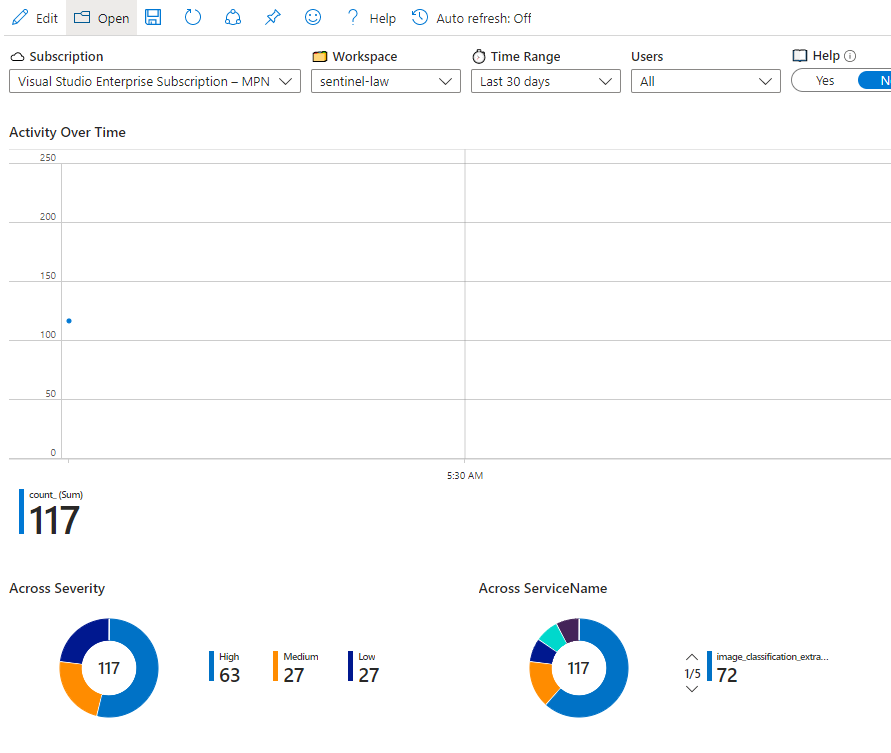 Edit Open Help Auto refresh: Off
Subscription Workspace Time Range Users Help
Visual Studio Enterprise Subscription – MPN sentinel-law Last 30 days All Yes
Activity Over Time
250
200
150
100
50
0
5:30 AM
count_ (Sum)
117
Across Severity Across ServiceName
117
High
63
Medium
27
Low
27
117
1/5
image_classification_extra...
72